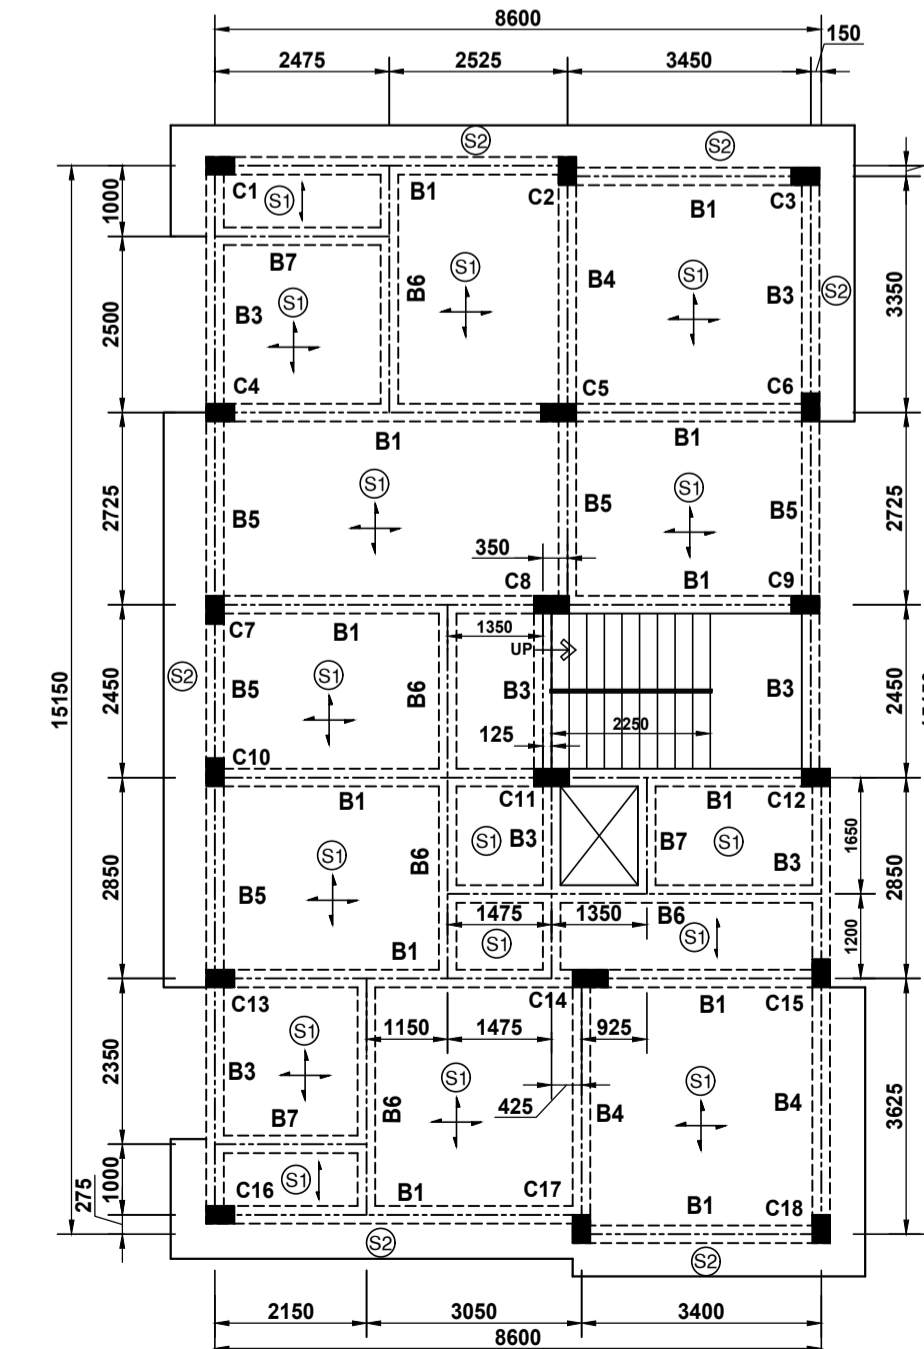 8600
150
2475
2525
3450
S2
S2
C1
S1
B1
C2
B1
C3
1000
B7
S1
B6
S1
B4
S1
B3
S2
B3
2500
3350
C4
C5
C6
B1
B1
S1
S1
2725
B5
B5
B5
2725
350
C8
B1
C9
C7
B1
1350
UP
S2
S1
B5
B6
B3
B3
2450
2450
15150
2250
125
C10
B1
C11
B1
C12
S1
B6
S1
B3
B7
S1
B3
1650
2850
2850
B5
1475
1350
B6
S1
S1
1200
B1
C13
C14
B1
C15
S1
1150
1475
925
2350
B3
S1
S1
B7
B6
425
B4
B4
3625
1000
275
C16
S1
B1
C17
B1
C18
S2
S2
2150
3050
3400
8600